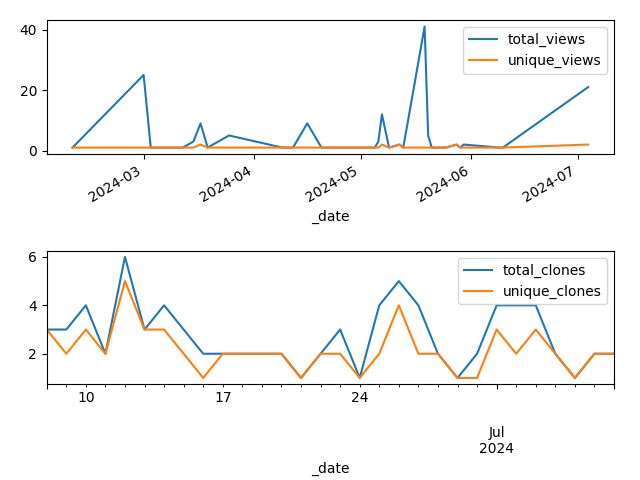 40
20
0
total_views
unique_views
2024-03
2024-04
2024-05
2024-06
2024-07
_date
6
4
2
total_clones
unique_clones
10
17
24
Jul
2024
_date